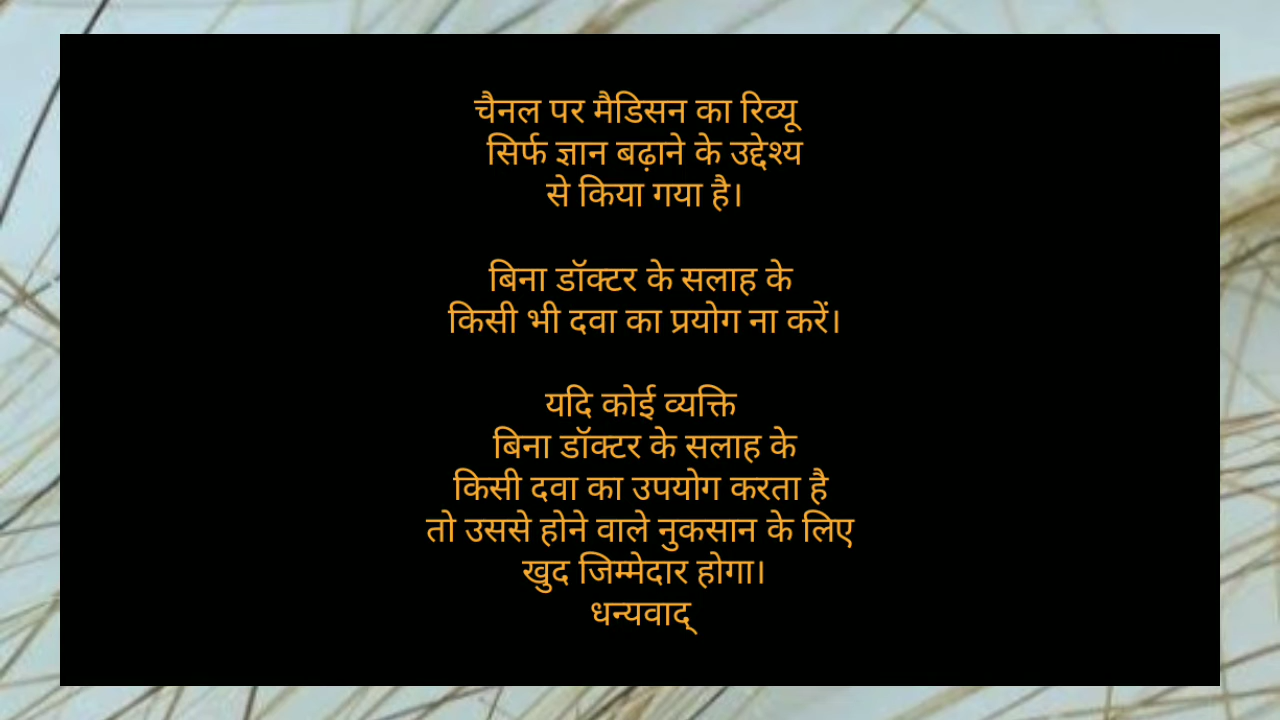 चैनल पर मैडिसन का रिव्यू
सिर्फ ज्ञान बढ़ाने के उद्देश्य
से किया गया है।
बिना डॉक्टर के सलाह के
किसी भी दवा का प्रयोग ना करें।
यदि कोई व्यक्ति
बिना डॉक्टर के सलाह के
किसी दवा का उपयोग करता है
तो उससे होने वाले नुकसान के लिए
खुद जिम्मेदार होगा।
धन्यवाद्